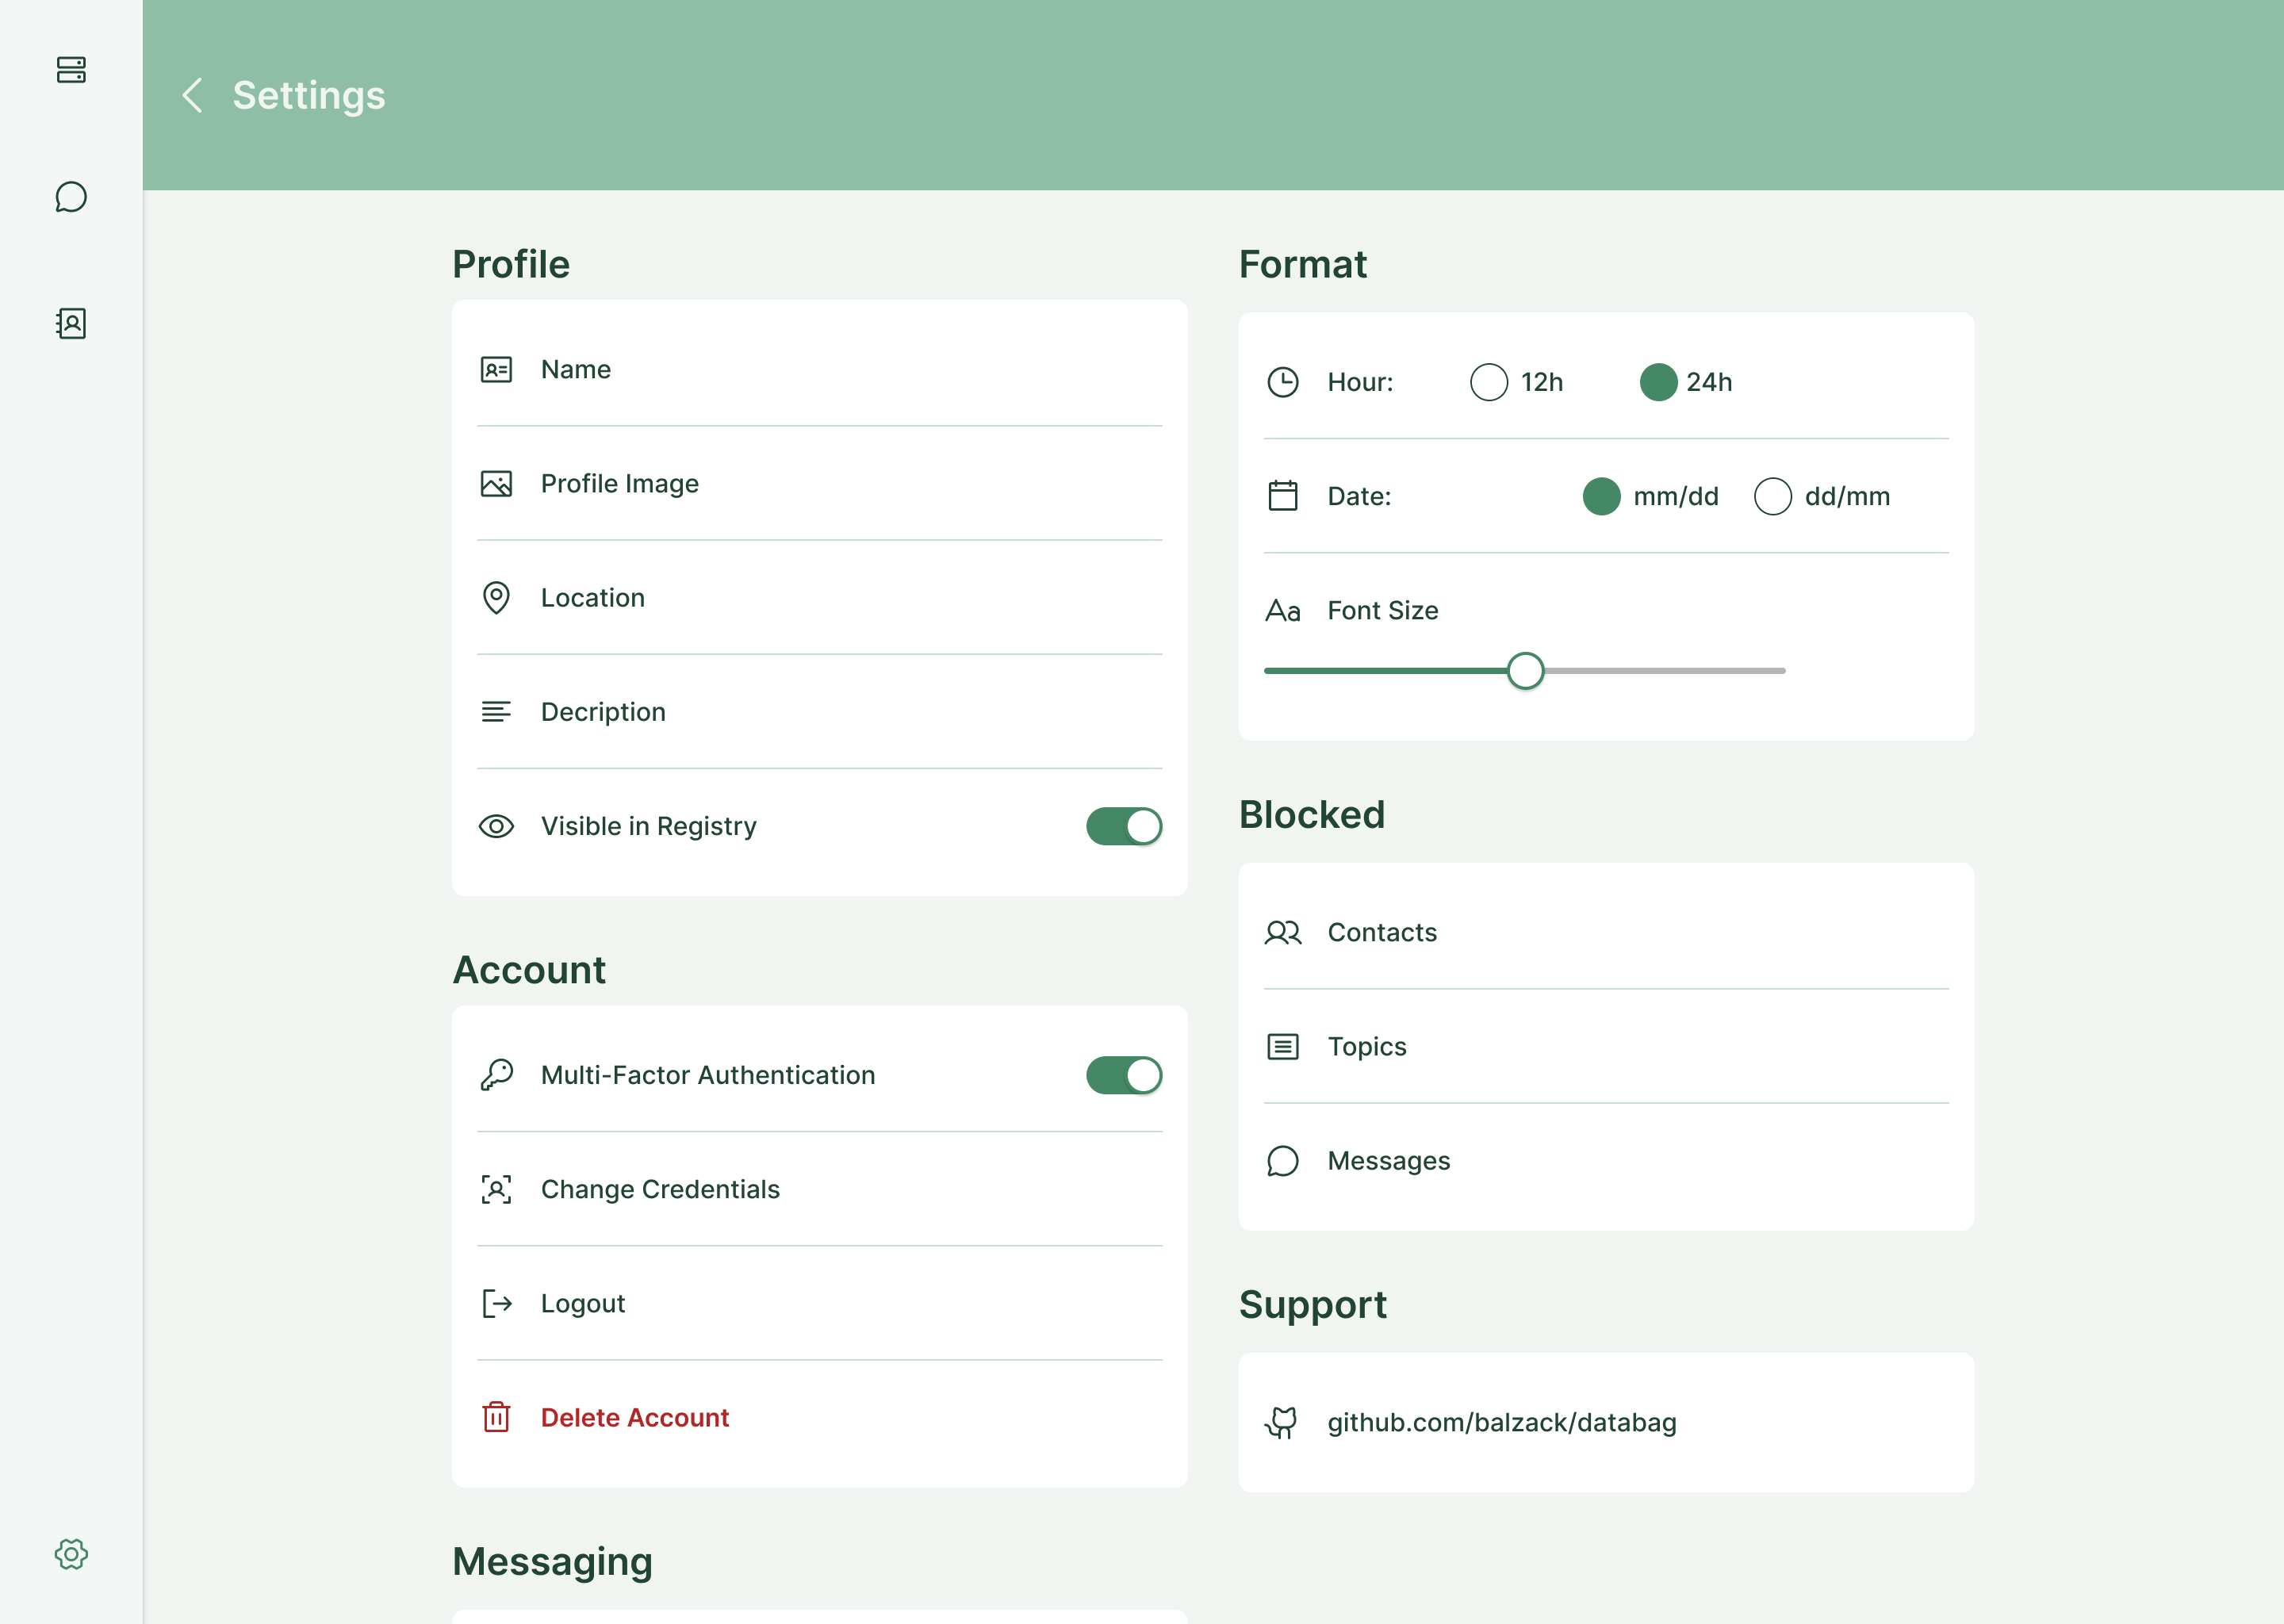 Settings
Profile
Name
Profile Image
Location
Decription
Visible in Registry
Account
Multi-Factor Authentication
Change Credentials
Logout
Delete Account
Messaging
Format
Hour: 12h 24h
Date: mm/dd dd/mm
Aa Font Size
Blocked
Contacts
Topics
Messages
Support
github.com/balzack/databag